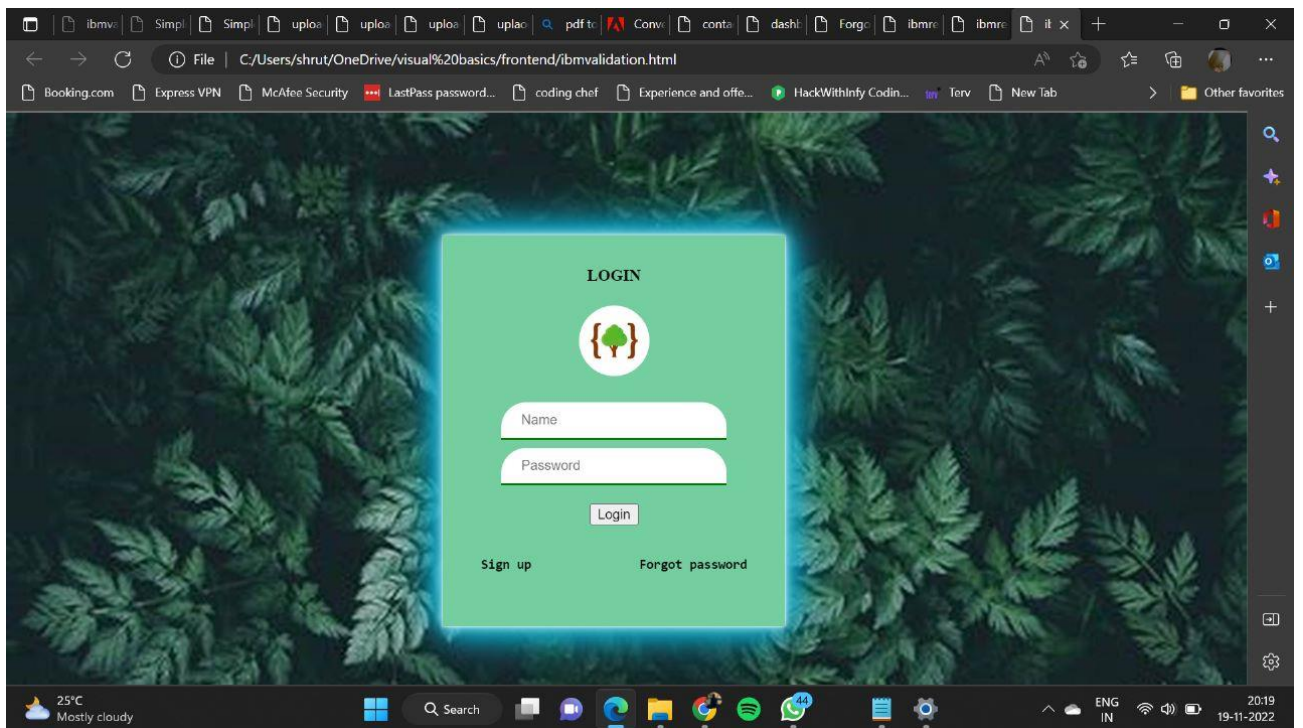 ibmva Simpl Simpl uploa uploa uploa uplao pdf to Conve conta dashb Forgo ibmre ibmre it
File C:/Users/shrut/OneDrive/visual%20basics/frontend/ibmvalidation.html
Booking.com Express VPN McAfee Security LastPass password... coding chef Experience and offe... HackWithInfy Codin... Terv New Tab Other favorites
LOGIN
Name
Password
Login
Sign up Forgot password
25°C
Mostly cloudy
Search
44
ENG
IN
20:19
19-11-2022